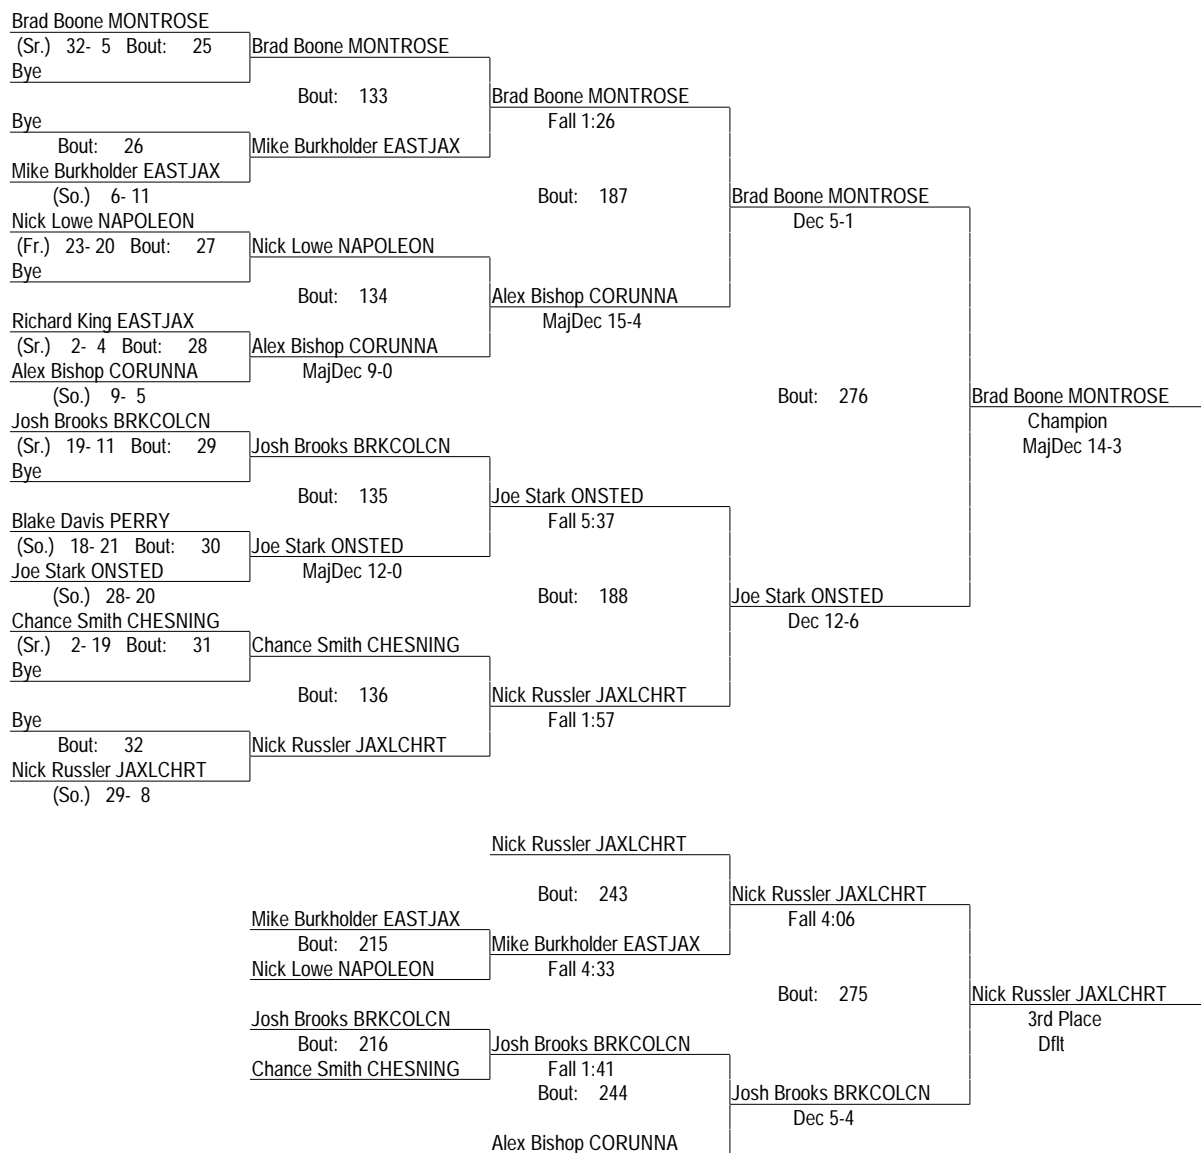 Brad Boone MONTROSE
(Sr.) 32- 5 Bout: 25 Brad Boone MONTROSE
Bye
Bout: 133 Brad Boone MONTROSE
Bye Fall 1:26
Bout: 26 Mike Burkholder EASTJAX
Mike Burkholder EASTJAX
(So.) 6- 11 Bout: 187 Brad Boone MONTROSE
Nick Lowe NAPOLEON Dec 5-1
(Fr.) 23- 20 Bout: 27 Nick Lowe NAPOLEON
Bye
Bout: 134 Alex Bishop CORUNNA
Richard King EASTJAX MajDec 15-4
(Sr.) 2- 4 Bout: 28 Alex Bishop CORUNNA
Alex Bishop CORUNNA MajDec 9-0
(So.) 9- 5 Bout: 276 Brad Boone MONTROSE
Josh Brooks BRKCOLCN Champion
(Sr.) 19- 11 Bout: 29 Josh Brooks BRKCOLCN MajDec 14-3
Bye
Bout: 135 Joe Stark ONSTED
Blake Davis PERRY Fall 5:37
(So.) 18- 21 Bout: 30 Joe Stark ONSTED
Joe Stark ONSTED MajDec 12-0
(So.) 28- 20 Bout: 188 Joe Stark ONSTED
Chance Smith CHESNING Dec 12-6
(Sr.) 2- 19 Bout: 31 Chance Smith CHESNING
Bye
Bout: 136 Nick Russler JAXLCHRT
Bye Fall 1:57
Bout: 32 Nick Russler JAXLCHRT
Nick Russler JAXLCHRT
(So.) 29- 8
Nick Russler JAXLCHRT
Bout: 243 Nick Russler JAXLCHRT
Mike Burkholder EASTJAX Fall 4:06
Bout: 215 Mike Burkholder EASTJAX
Nick Lowe NAPOLEON Fall 4:33
Bout: 275 Nick Russler JAXLCHRT
Josh Brooks BRKCOLCN 3rd Place
Bout: 216 Josh Brooks BRKCOLCN Dflt
Chance Smith CHESNING Fall 1:41
Bout: 244 Josh Brooks BRKCOLCN
Dec 5-4
Alex Bishop CORUNNA